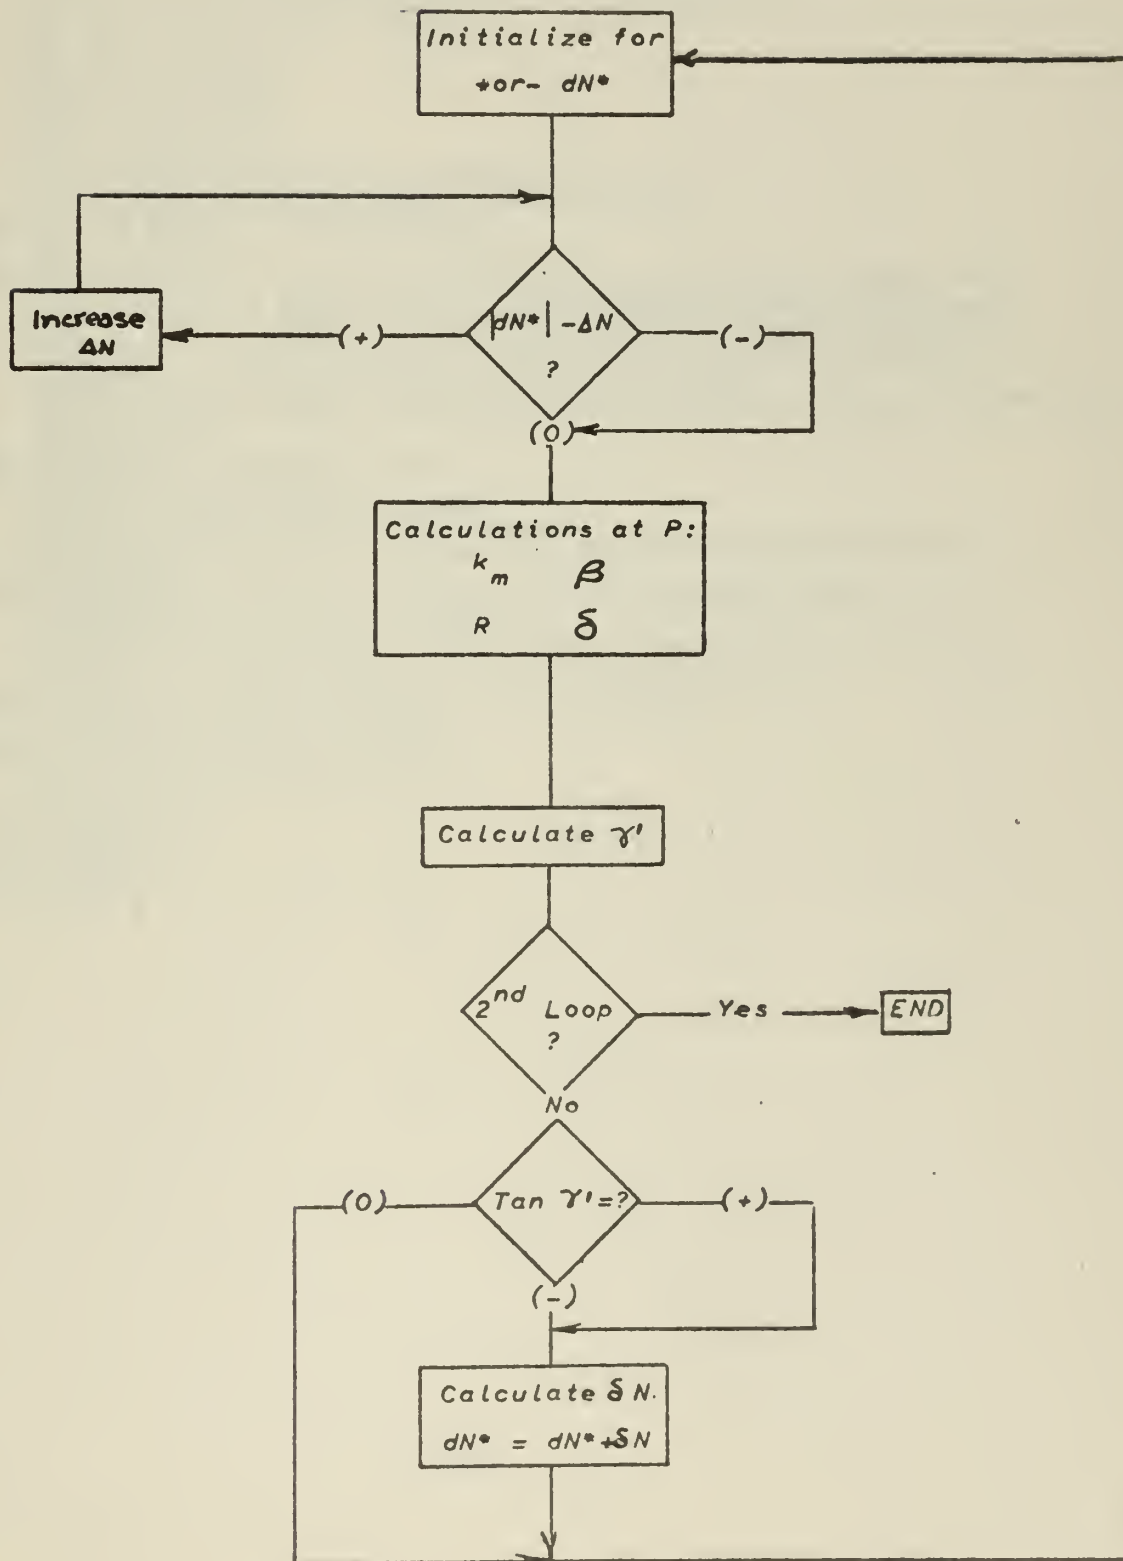 Initialize for
+or- dN*
Increase
ΔN
(+)
|dN*| -ΔN
?
(-)
(0)
Calculations at P:
k_m β
R δ
Calculate γ'
2nd Loop
?
Yes
END
No
(0)
Tan γ'=?
(+)
(-)
Calculate δN.
dN* = dN*+δN